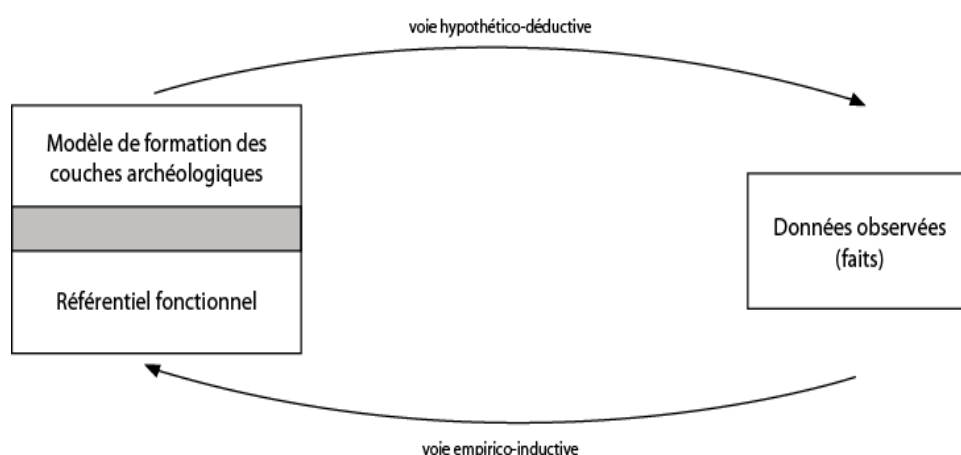 voie hypothético-déductive
Modèle de formation des
couches archéologiques
Référentiel fonctionnel
Données observées
(faits)
voie empirico-inductive